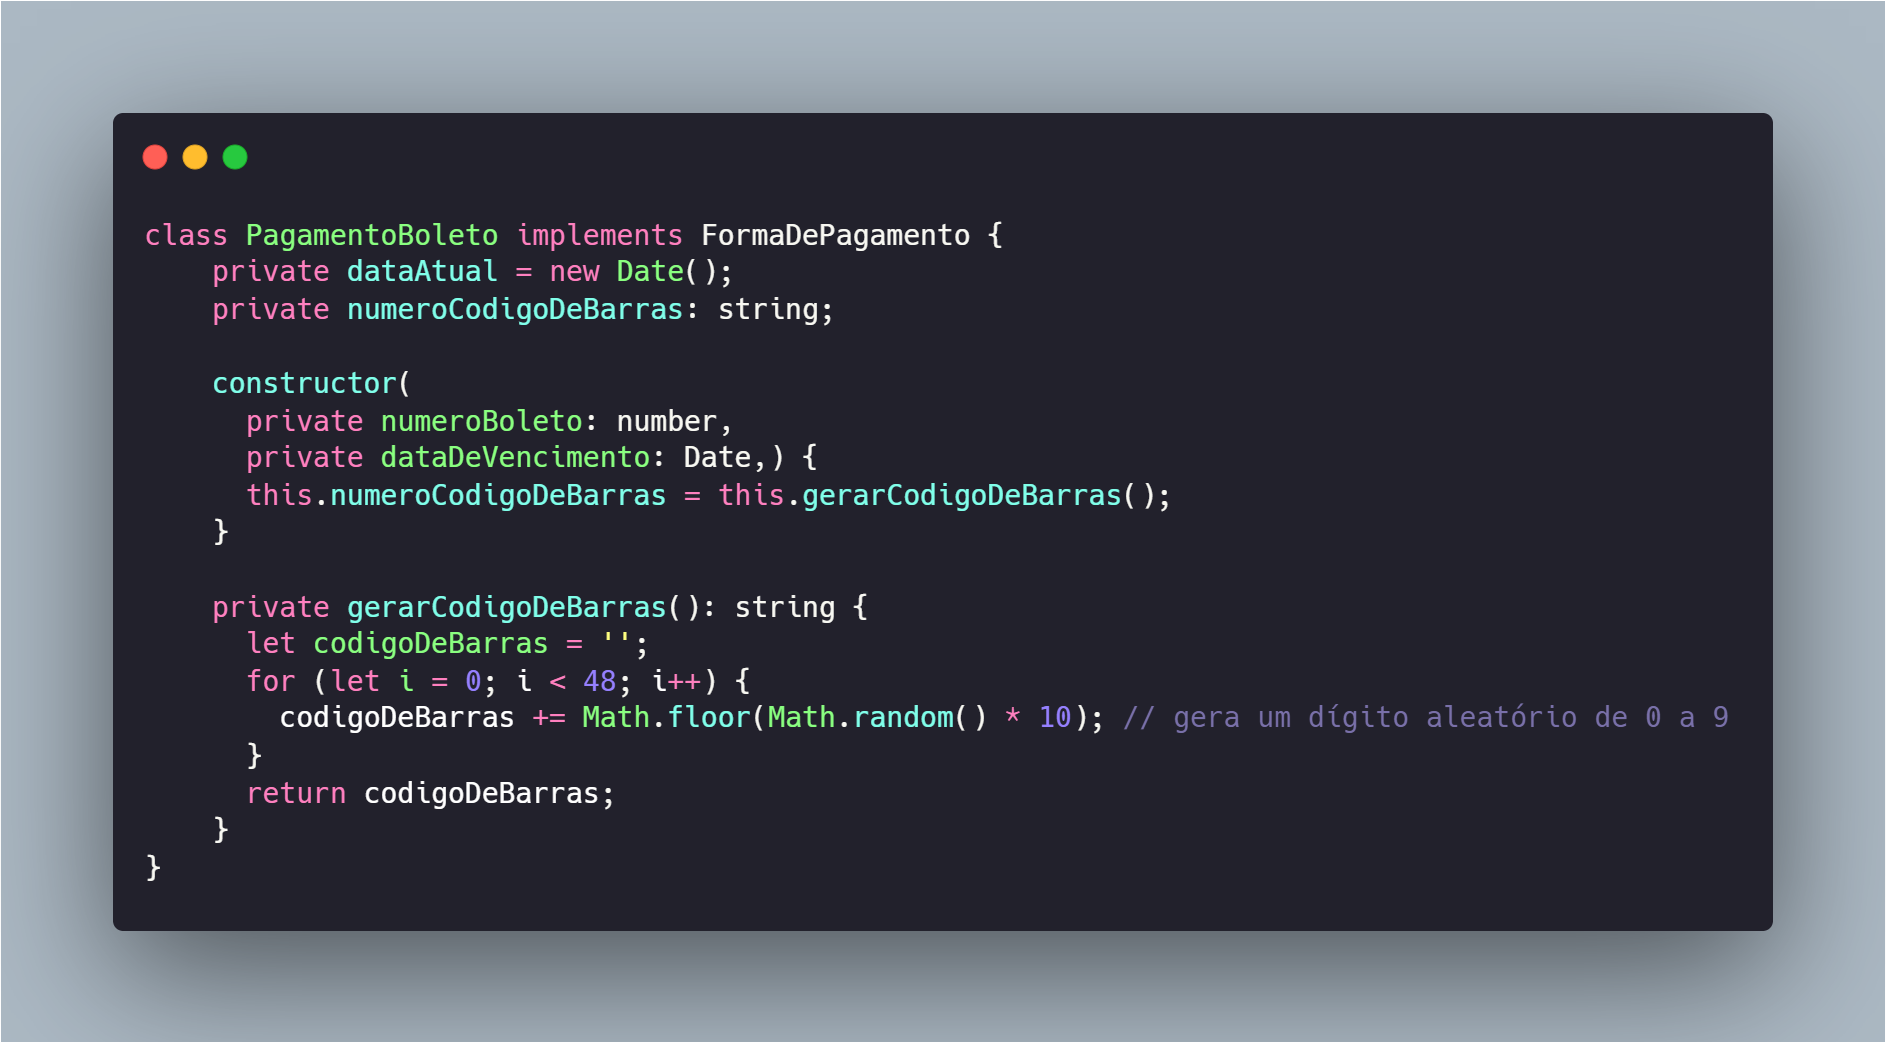 class PagamentoBoleto implements FormaDePagamento {
    private dataAtual = new Date();
    private numeroCodigoDeBarras: string;

    constructor(
      private numeroBoleto: number,
      private dataDeVencimento: Date,) {
      this.numeroCodigoDeBarras = this.gerarCodigoDeBarras();
    }

    private gerarCodigoDeBarras(): string {
      let codigoDeBarras = '';
      for (let i = 0; i < 48; i++) {
        codigoDeBarras += Math.floor(Math.random() * 10); // gera um dígito aleatório de 0 a 9
      }
      return codigoDeBarras;
    }
}